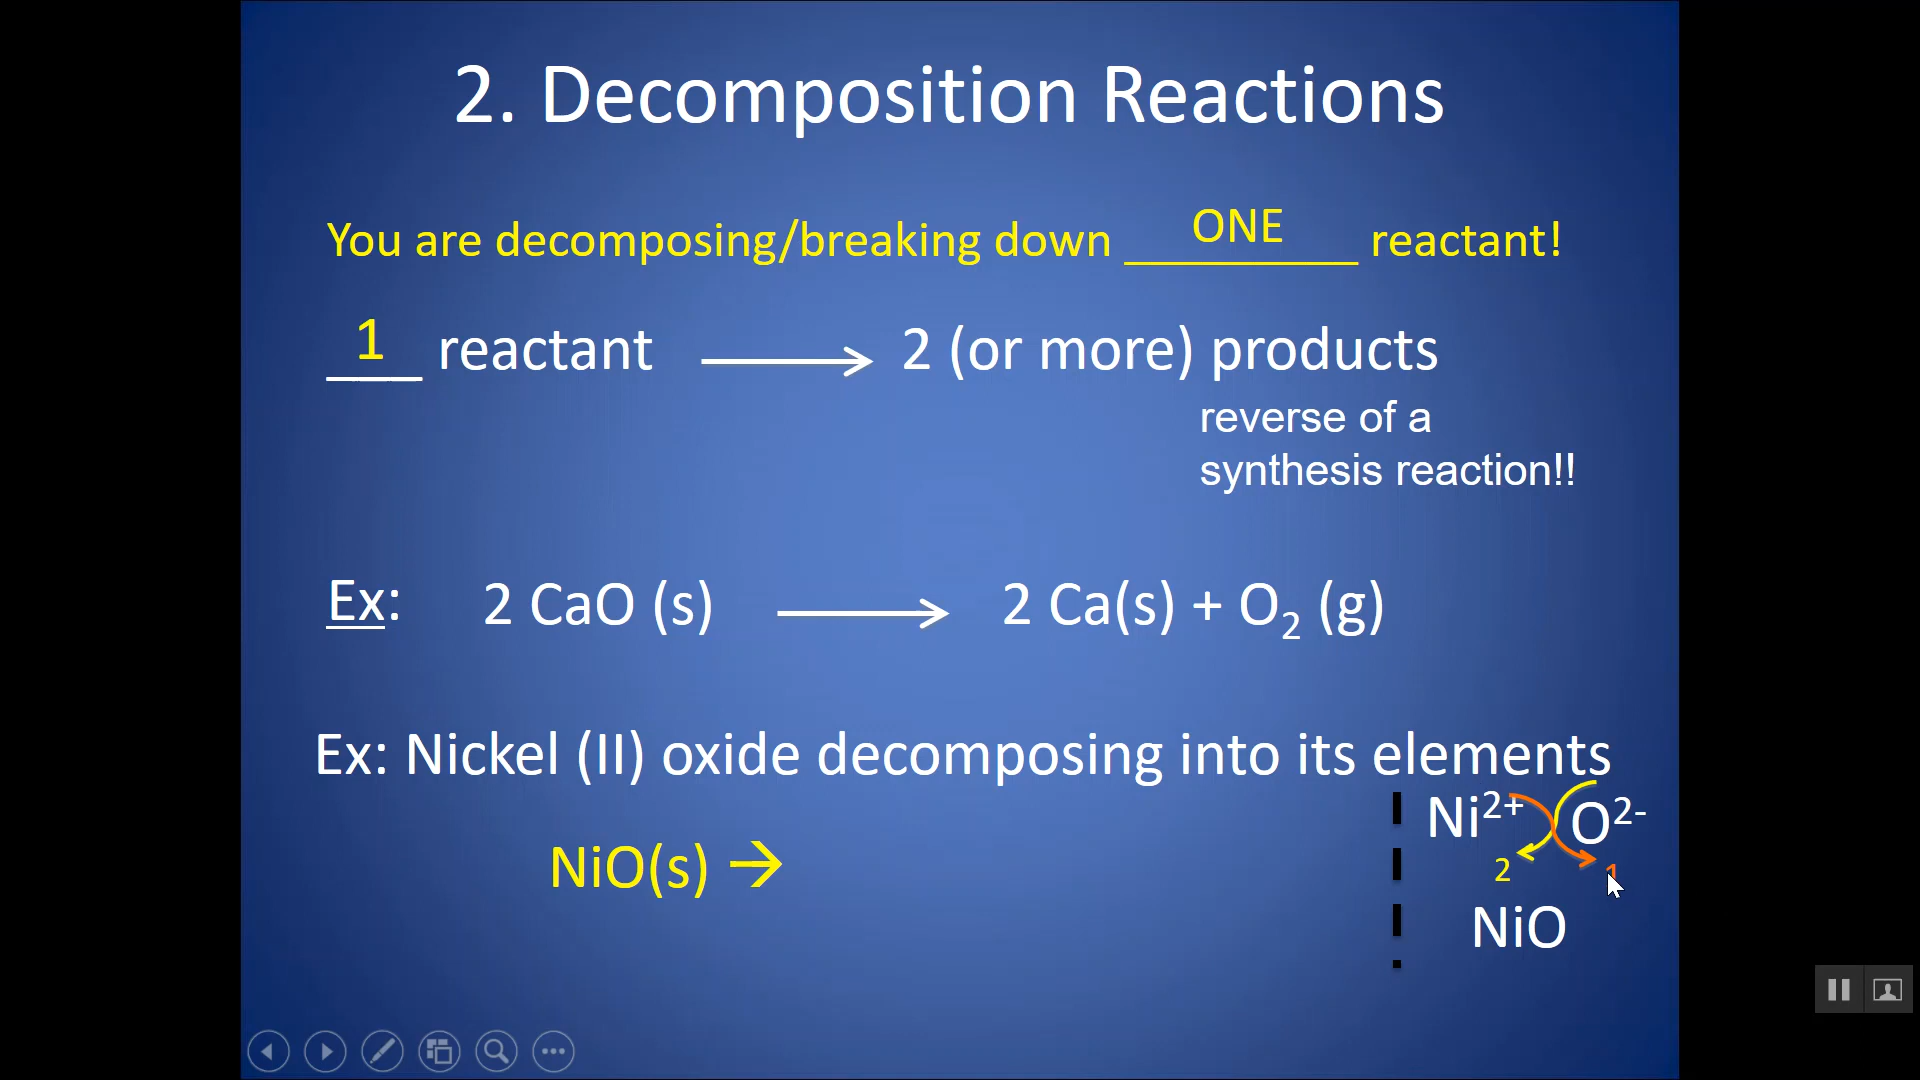 2. Decomposition Reactions
You are decomposing/breaking down __________ONE reactant!
1 reactant ⟶ 2 (or more) products
reverse of a
synthesis reaction!!
Ex: 2 CaO (s) ⟶ 2 Ca(s) + O₂ (g)
Ex: Nickel (II) oxide decomposing into its elements
Ni²⁺ O²⁻
2
NiO(s) →
NiO